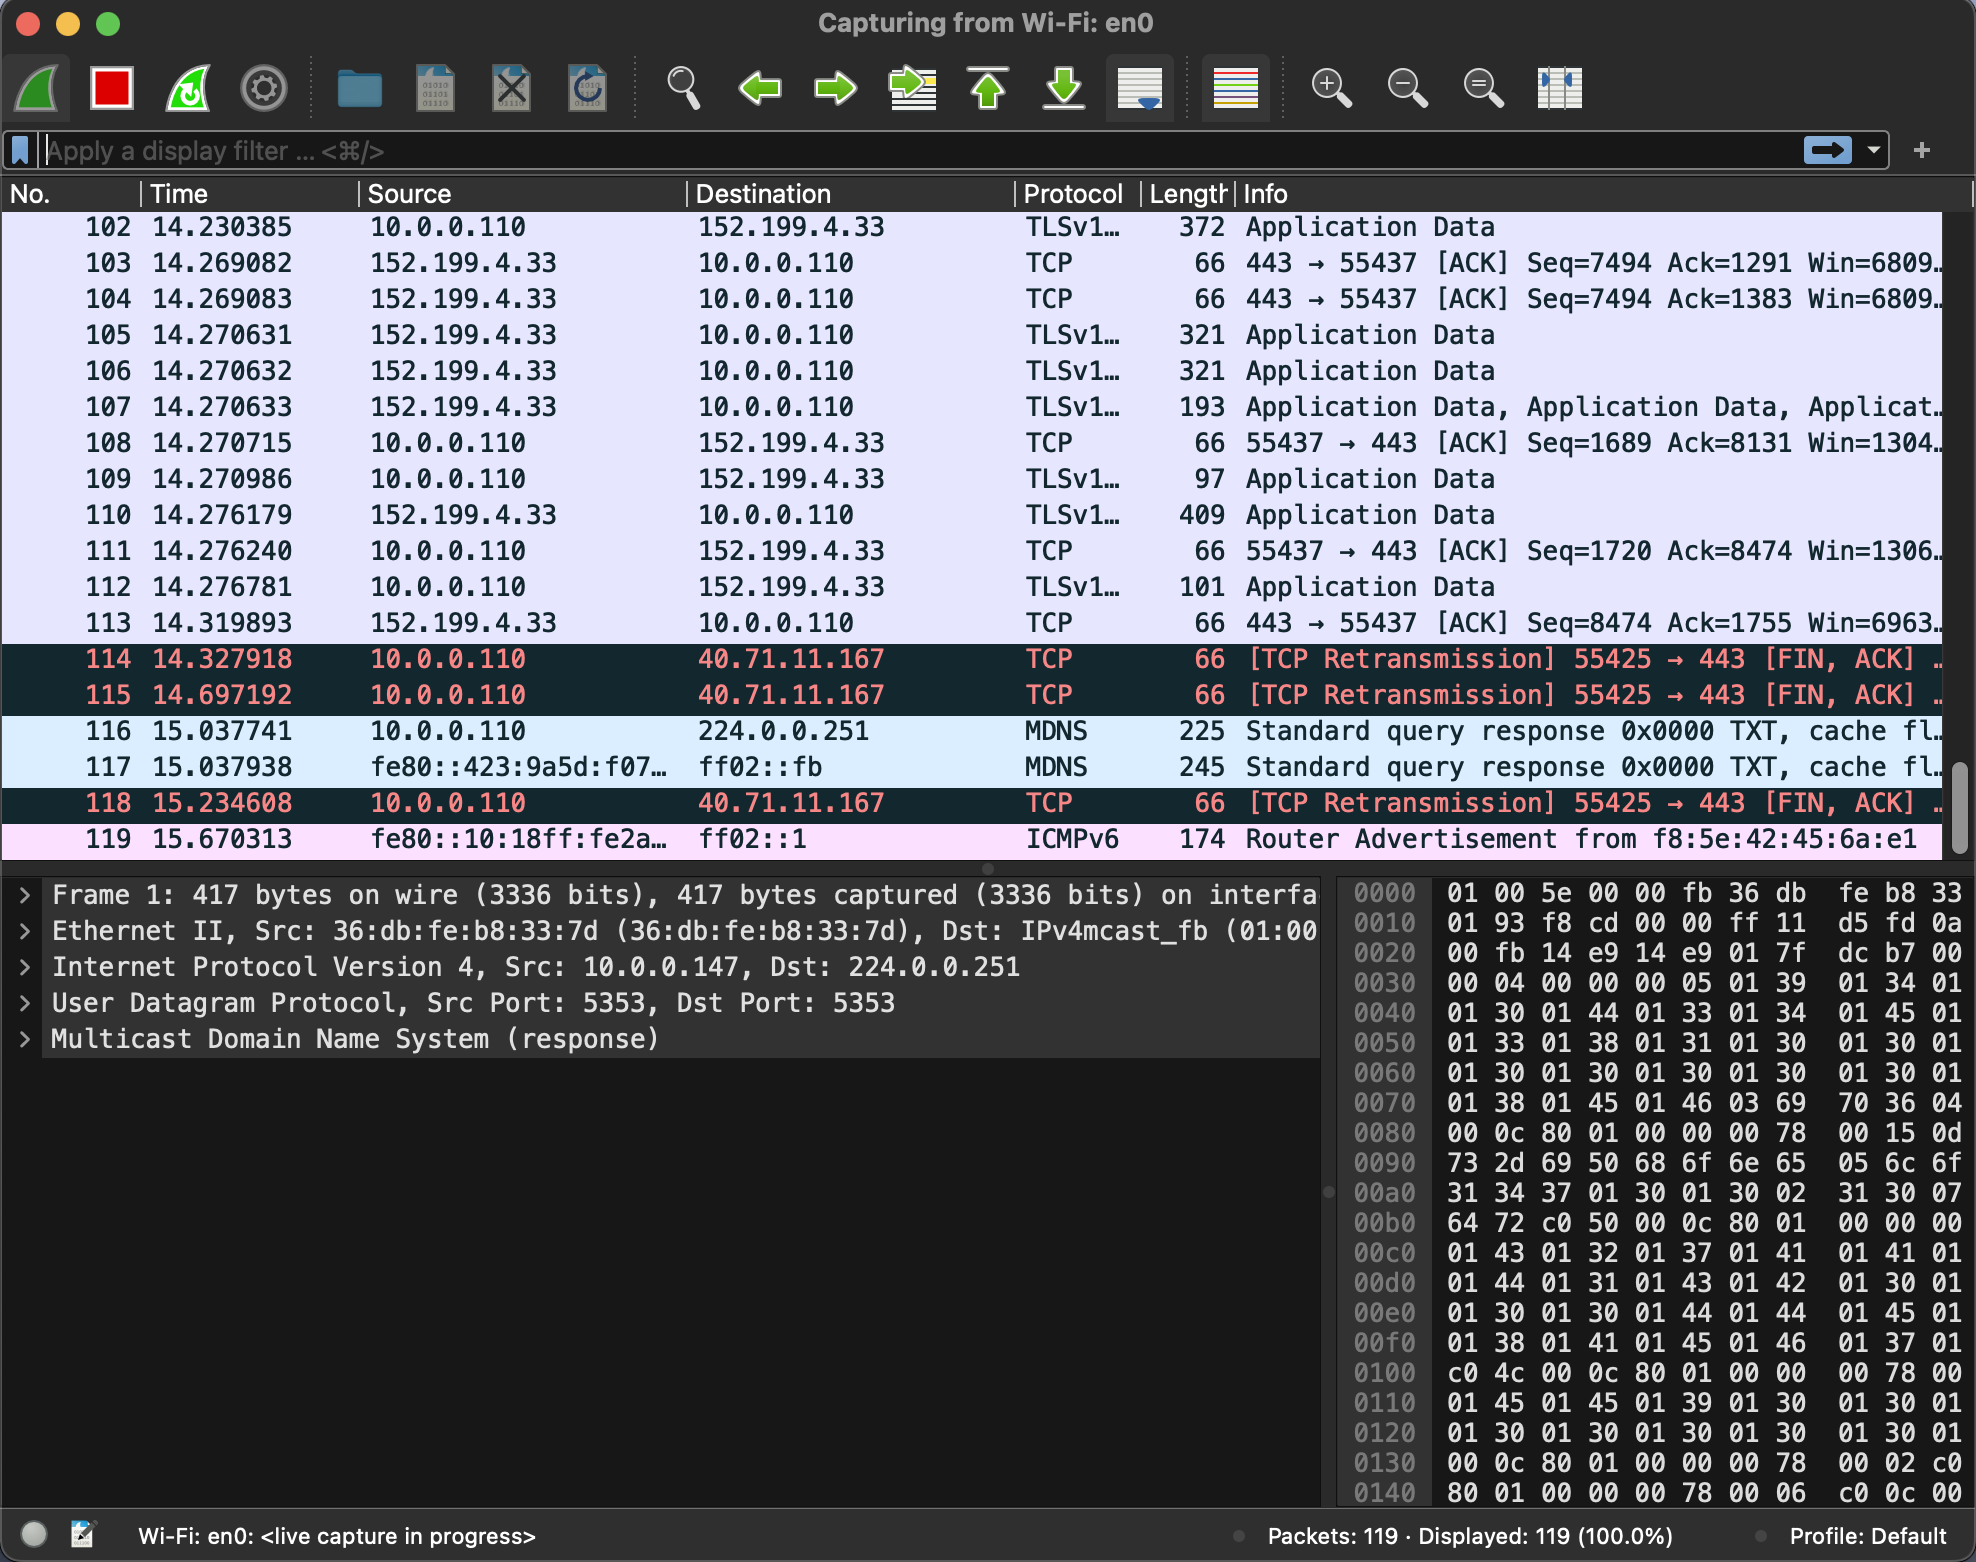 Capturing from Wi-Fi: en0
Apply a display filter ... <⌘/>
No. Time Source Destination Protocol Length Info
102 14.230385 10.0.0.110 152.199.4.33 TLSv1… 372 Application Data
103 14.269082 152.199.4.33 10.0.0.110 TCP 66 443 → 55437 [ACK] Seq=7494 Ack=1291 Win=6809…
104 14.269083 152.199.4.33 10.0.0.110 TCP 66 443 → 55437 [ACK] Seq=7494 Ack=1383 Win=6809…
105 14.270631 152.199.4.33 10.0.0.110 TLSv1… 321 Application Data
106 14.270632 152.199.4.33 10.0.0.110 TLSv1… 321 Application Data
107 14.270633 152.199.4.33 10.0.0.110 TLSv1… 193 Application Data, Application Data, Applicat…
108 14.270715 10.0.0.110 152.199.4.33 TCP 66 55437 → 443 [ACK] Seq=1689 Ack=8131 Win=1304…
109 14.270986 10.0.0.110 152.199.4.33 TLSv1… 97 Application Data
110 14.276179 152.199.4.33 10.0.0.110 TLSv1… 409 Application Data
111 14.276240 10.0.0.110 152.199.4.33 TCP 66 55437 → 443 [ACK] Seq=1720 Ack=8474 Win=1306…
112 14.276781 10.0.0.110 152.199.4.33 TLSv1… 101 Application Data
113 14.319893 152.199.4.33 10.0.0.110 TCP 66 443 → 55437 [ACK] Seq=8474 Ack=1755 Win=6963…
114 14.327918 10.0.0.110 40.71.11.167 TCP 66 [TCP Retransmission] 55425 → 443 [FIN, ACK] …
115 14.697192 10.0.0.110 40.71.11.167 TCP 66 [TCP Retransmission] 55425 → 443 [FIN, ACK] …
116 15.037741 10.0.0.110 224.0.0.251 MDNS 225 Standard query response 0x0000 TXT, cache fl…
117 15.037938 fe80::423:9a5d:f07… ff02::fb MDNS 245 Standard query response 0x0000 TXT, cache fl…
118 15.234608 10.0.0.110 40.71.11.167 TCP 66 [TCP Retransmission] 55425 → 443 [FIN, ACK] …
119 15.670313 fe80::10:18ff:fe2a… ff02::1 ICMPv6 174 Router Advertisement from f8:5e:42:45:6a:e1
Frame 1: 417 bytes on wire (3336 bits), 417 bytes captured (3336 bits) on interfa
Ethernet II, Src: 36:db:fe:b8:33:7d (36:db:fe:b8:33:7d), Dst: IPv4mcast_fb (01:00
Internet Protocol Version 4, Src: 10.0.0.147, Dst: 224.0.0.251
User Datagram Protocol, Src Port: 5353, Dst Port: 5353
Multicast Domain Name System (response)
0000 01 00 5e 00 00 fb 36 db fe b8 33
0010 01 93 f8 cd 00 00 ff 11 d5 fd 0a
0020 00 fb 14 e9 14 e9 01 7f dc b7 00
0030 00 04 00 00 00 05 01 39 01 34 01
0040 01 30 01 44 01 33 01 34 01 45 01
0050 01 33 01 38 01 31 01 30 01 30 01
0060 01 30 01 30 01 30 01 30 01 30 01
0070 01 38 01 45 01 46 03 69 70 36 04
0080 00 0c 80 01 00 00 00 78 00 15 0d
0090 73 2d 69 50 68 6f 6e 65 05 6c 6f
00a0 31 34 37 01 30 01 30 02 31 30 07
00b0 64 72 c0 50 00 0c 80 01 00 00 00
00c0 01 43 01 32 01 37 01 41 01 41 01
00d0 01 44 01 31 01 43 01 42 01 30 01
00e0 01 30 01 30 01 44 01 44 01 45 01
00f0 01 38 01 41 01 45 01 46 01 37 01
0100 c0 4c 00 0c 80 01 00 00 00 78 00
0110 01 45 01 45 01 39 01 30 01 30 01
0120 01 30 01 30 01 30 01 30 01 30 01
0130 00 0c 80 01 00 00 00 78 00 02 c0
0140 80 01 00 00 00 78 00 06 c0 0c 00
Wi-Fi: en0: <live capture in progress>
Packets: 119 · Displayed: 119 (100.0%)
Profile: Default